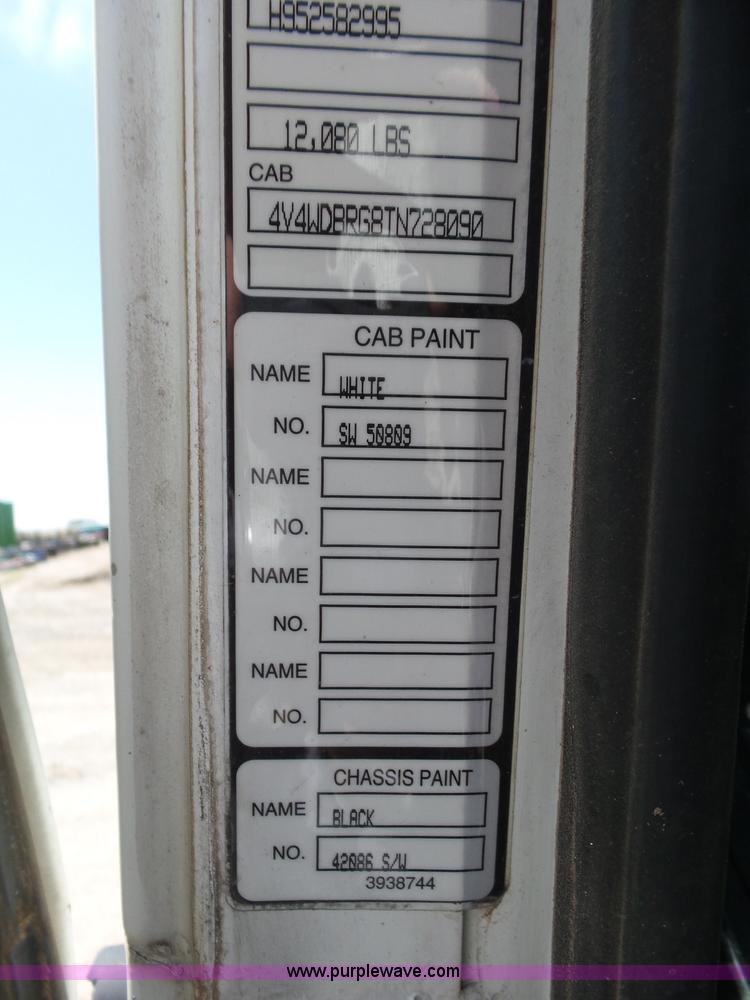 H952582995
12,080 LBS
CAB
4V4WDBRG8TN728090
CAB PAINT
NAME WHITE
NO. SW 50809
NAME
NO.
NAME
NO.
NAME
NO.
CHASSIS PAINT
NAME BLACK
NO. 42086 S/W
3938744
www.purplewave.com